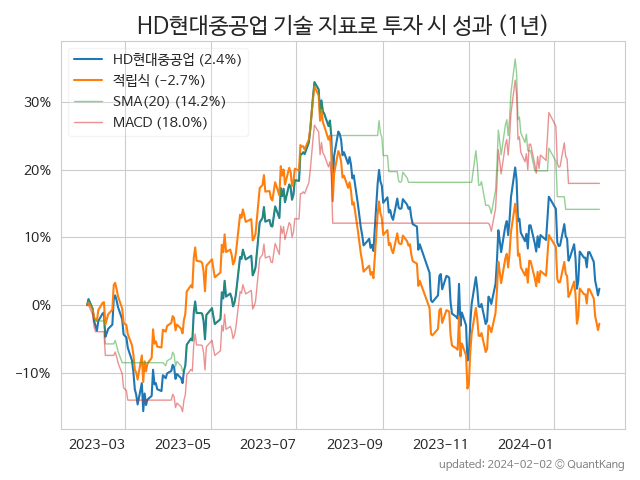 HD현대중공업 기술 지표로 투자 시 성과 (1년)
HD현대중공업 (2.4%)
적립식 (−2.7%)
SMA(20) (14.2%)
MACD (18.0%)
30%
20%
10%
0%
−10%
2023-03 2023-05 2023-07 2023-09 2023-11 2024-01
updated: 2024-02-02 © QuantKang